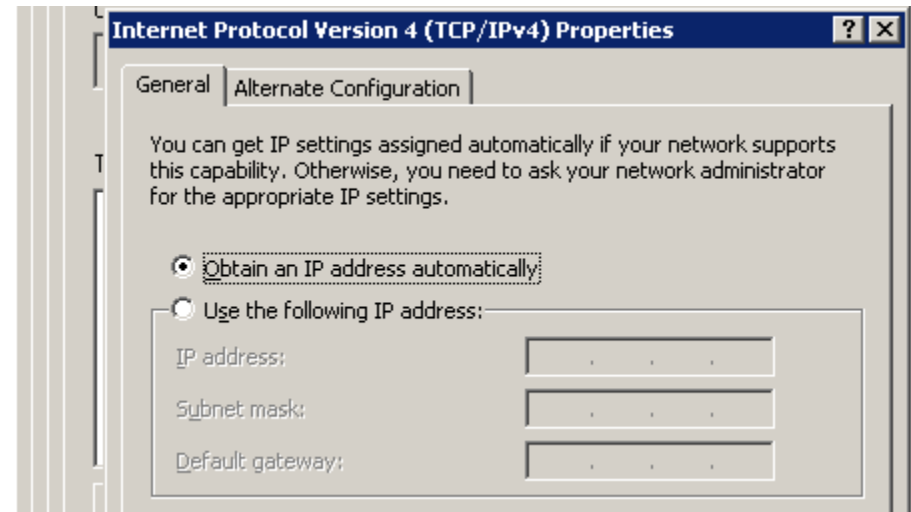 Internet Protocol Version 4 (TCP/IPv4) Properties
General
Alternate Configuration
You can get IP settings assigned automatically if your network supports
this capability. Otherwise, you need to ask your network administrator
for the appropriate IP settings.
Obtain an IP address automatically
Use the following IP address:
IP address:
Subnet mask:
Default gateway: